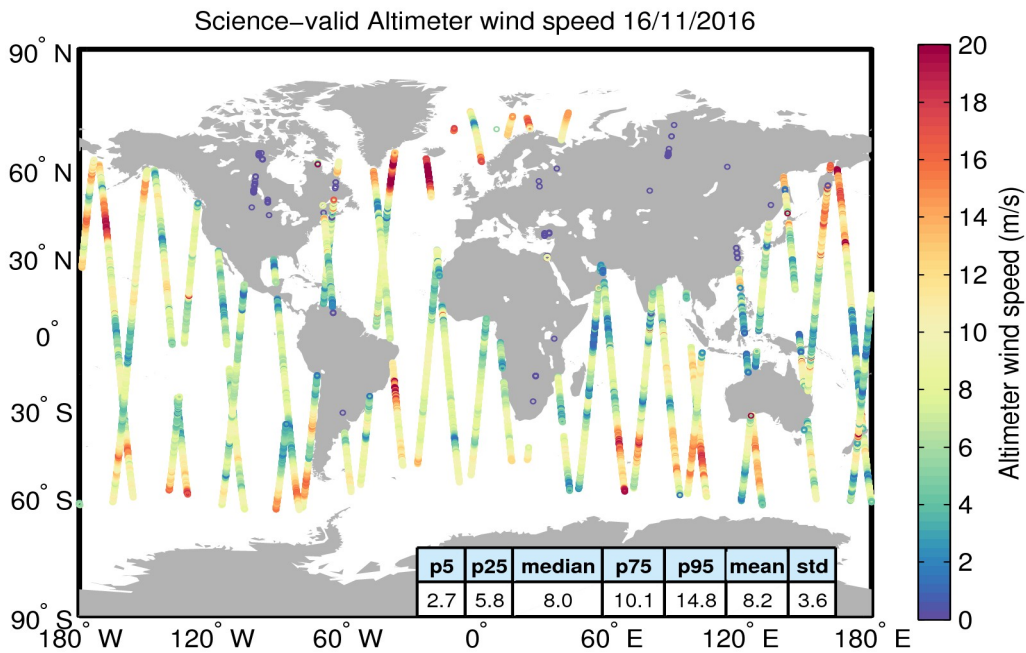 Science−valid Altimeter wind speed 16/11/2016
90° N
60° N
30° N
0°
30° S
60° S
90° S
180° W
120° W
60° W
0°
60° E
120° E
180° E
p5 p25 median p75 p95 mean std
2.7 5.8 8.0 10.1 14.8 8.2 3.6
20
18
16
14
12
10
8
6
4
2
0
Altimeter wind speed (m/s)